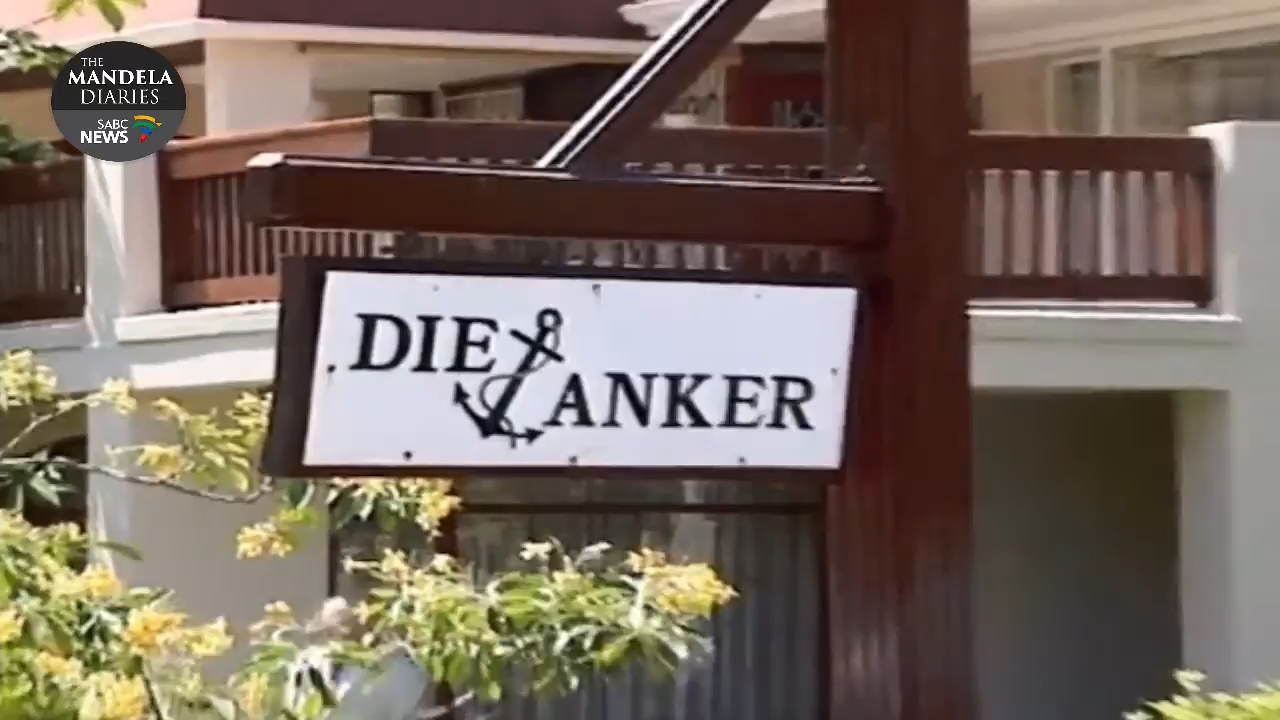 THE
MANDELA
DIARIES
SABC
NEWS
DIE
ANKER